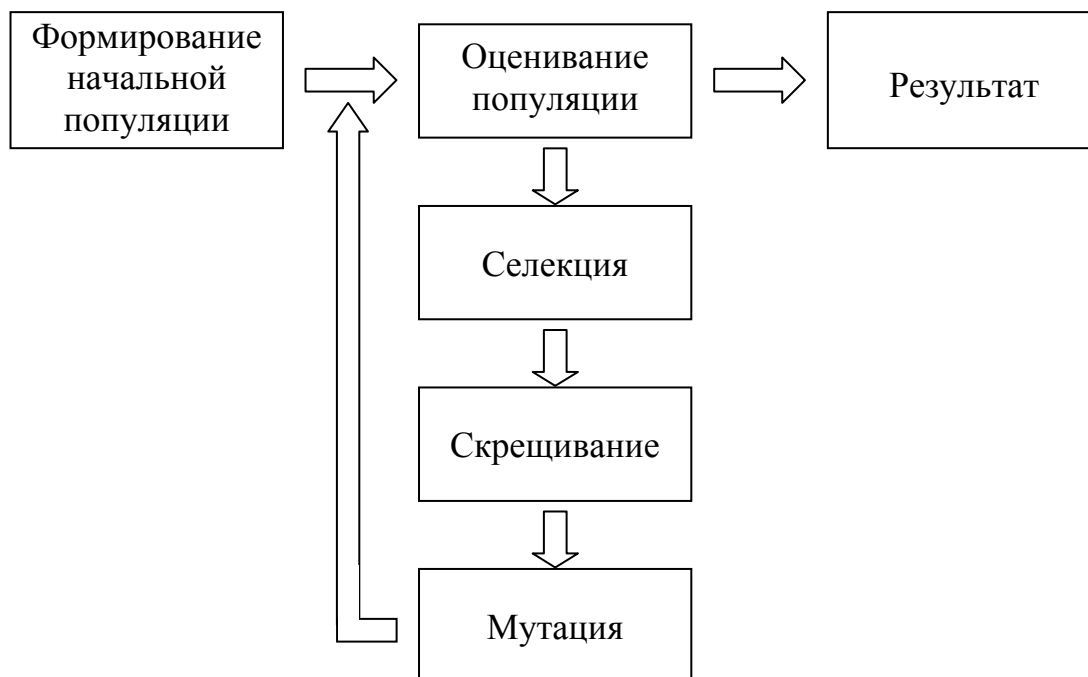 Формирование
начальной
популяции
Оценивание
популяции
Результат
Селекция
Скрещивание
Мутация